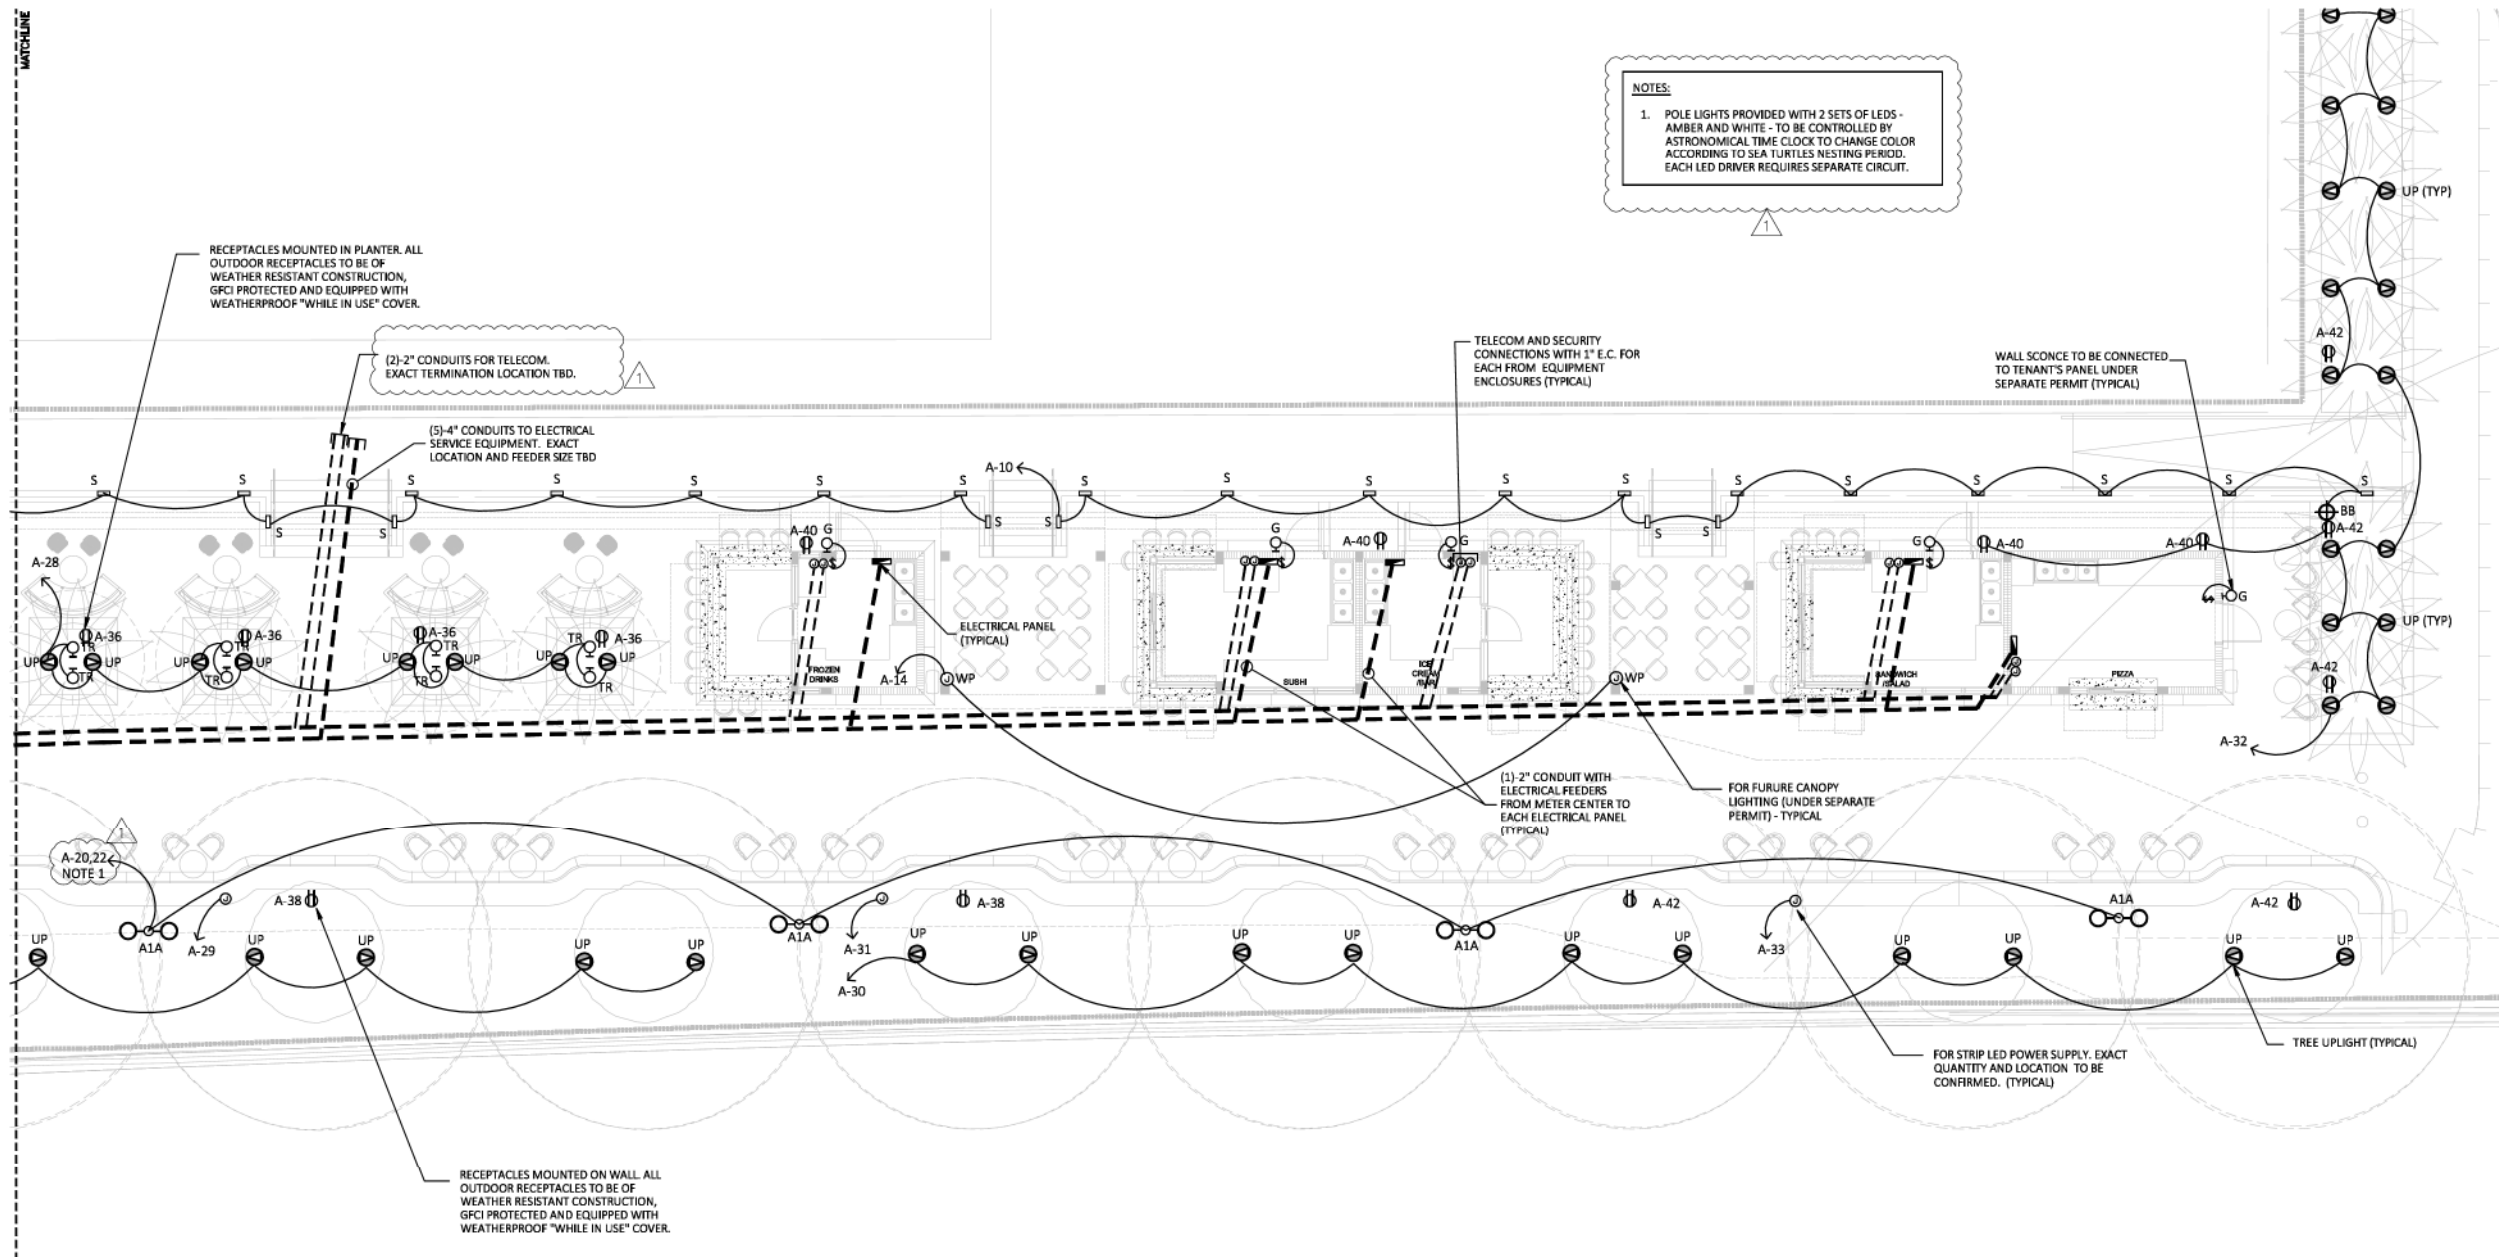 MATCHLINE
NOTES:
1. POLE LIGHTS PROVIDED WITH 2 SETS OF LEDS -
AMBER AND WHITE - TO BE CONTROLLED BY
ASTRONOMICAL TIME CLOCK TO CHANGE COLOR
ACCORDING TO SEA TURTLES NESTING PERIOD.
EACH LED DRIVER REQUIRES SEPARATE CIRCUIT.
1
UP (TYP)
RECEPTACLES MOUNTED IN PLANTER. ALL
OUTDOOR RECEPTACLES TO BE OF
WEATHER RESISTANT CONSTRUCTION,
GFCI PROTECTED AND EQUIPPED WITH
WEATHERPROOF "WHILE IN USE" COVER.
(2)-2" CONDUITS FOR TELECOM.
EXACT TERMINATION LOCATION TBD.
1
TELECOM AND SECURITY
CONNECTIONS WITH 1" E.C. FOR
EACH FROM EQUIPMENT
ENCLOSURES (TYPICAL)
WALL SCONCE TO BE CONNECTED
TO TENANT'S PANEL UNDER
SEPARATE PERMIT (TYPICAL)
A-42
(5)-4" CONDUITS TO ELECTRICAL
SERVICE EQUIPMENT. EXACT
LOCATION AND FEEDER SIZE TBD
S S S S S S S A-10 S S S S S S S S S S S
S S S S S S
BB
A-42
A-28
A-40 G G A-40 G G A-40 A-40
$ $ $
G
A-36 A-36 A-36 A-36
TR TR TR TR
UP UP UP UP UP UP UP UP
TR TR TR TR
ELECTRICAL PANEL
(TYPICAL)
UP (TYP)
FROZEN
DRINKS
A-14
WP
SUSHI
ICE
CREAM
/BAR
WP
SANDWICH
/SALAD
PIZZA
A-42
A-32
(1)-2" CONDUIT WITH
ELECTRICAL FEEDERS
FROM METER CENTER TO
EACH ELECTRICAL PANEL
(TYPICAL)
FOR FURURE CANOPY
LIGHTING (UNDER SEPARATE
PERMIT) - TYPICAL
1
A-20,22
NOTE 1
A-38 A-38 A-42 A-42
A1A A1A A1A A1A
A-29 A-31 A-33
UP UP UP UP UP UP UP UP UP UP UP UP UP UP UP
A-30
TREE UPLIGHT (TYPICAL)
FOR STRIP LED POWER SUPPLY. EXACT
QUANTITY AND LOCATION TO BE
CONFIRMED. (TYPICAL)
RECEPTACLES MOUNTED ON WALL. ALL
OUTDOOR RECEPTACLES TO BE OF
WEATHER RESISTANT CONSTRUCTION,
GFCI PROTECTED AND EQUIPPED WITH
WEATHERPROOF "WHILE IN USE" COVER.